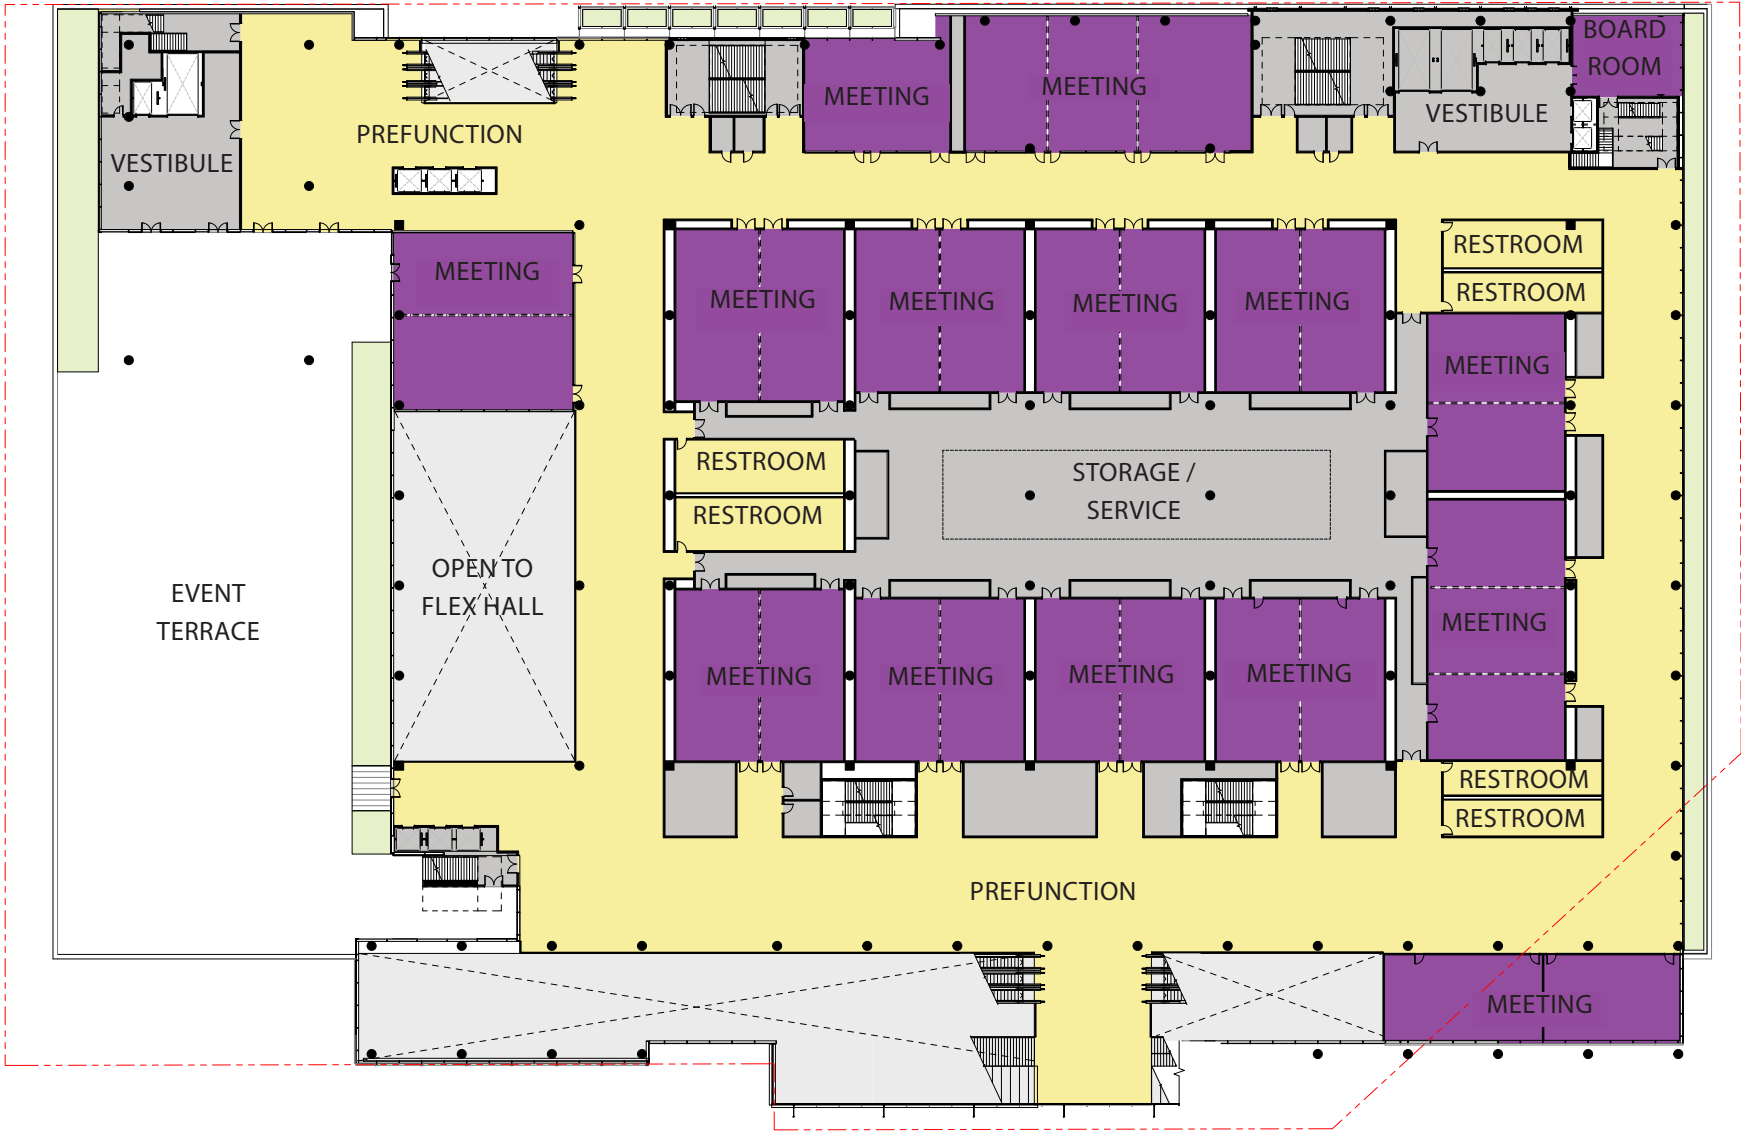 BOARD
ROOM
MEETING
MEETING
VESTIBULE
PREFUNCTION
VESTIBULE
RESTROOM
MEETING
RESTROOM
MEETING
MEETING
MEETING
MEETING
MEETING
RESTROOM
STORAGE /
SERVICE
RESTROOM
OPEN TO
FLEX HALL
EVENT
TERRACE
MEETING
MEETING
MEETING
MEETING
MEETING
RESTROOM
RESTROOM
PREFUNCTION
MEETING